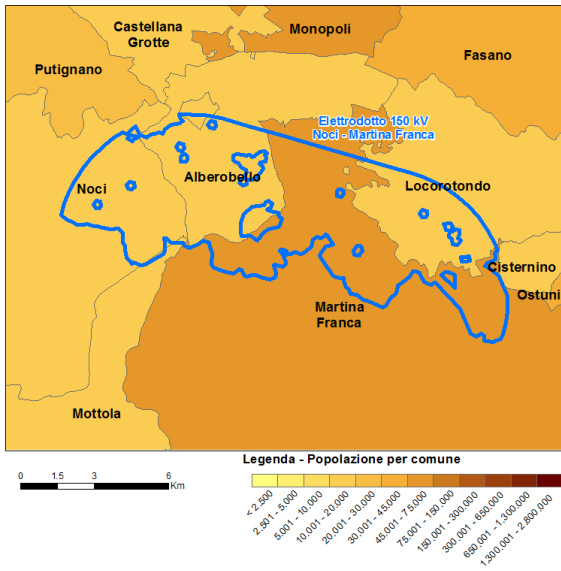 Castellana
Grotte
Monopoli
Fasano
Putignano
Elettrodotto 150 kV
Noci - Martina Franca
Alberobello
Noci
Locorotondo
Cisternino
Ostuni
Martina
Franca
Mottola
Legenda - Popolazione per comune
0 1.5 3 6
Km
< 2.500
2.501 - 5.000
5.001 - 10.000
10.001 - 20.000
20.001 - 30.000
30.001 - 45.000
45.001 - 75.000
75.001 - 150.000
150.001 - 300.000
300.001 - 650.000
650.001 - 1.300.000
1.300.001 - 2.800.000